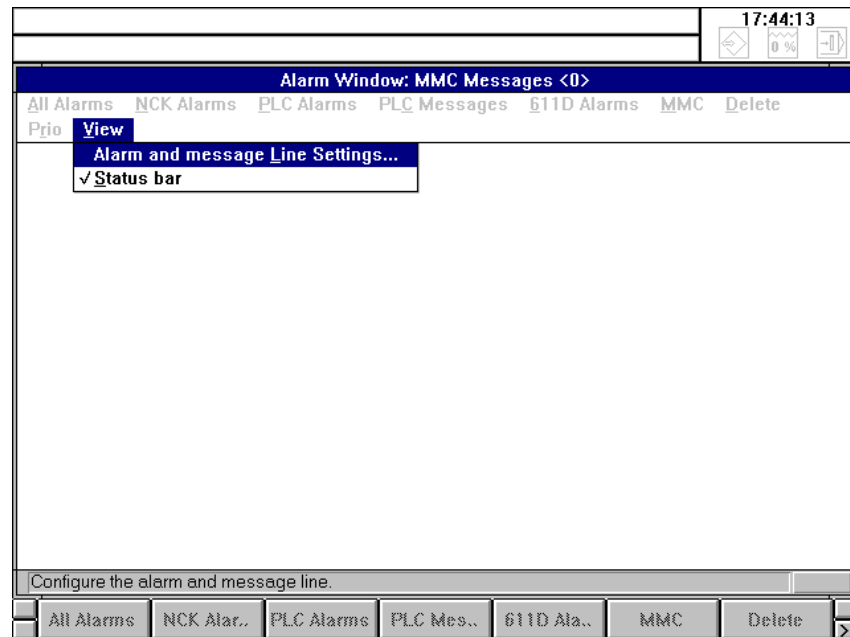 17:44:13
0 %
Alarm Window: MMC Messages <0>
All Alarms NCK Alarms PLC Alarms PLC Messages 611D Alarms MMC Delete
Prio View
Alarm and message Line Settings...
√ Status bar
Configure the alarm and message line.
All Alarms NCK Alar.. PLC Alarms PLC Mes.. 611D Ala.. MMC Delete >